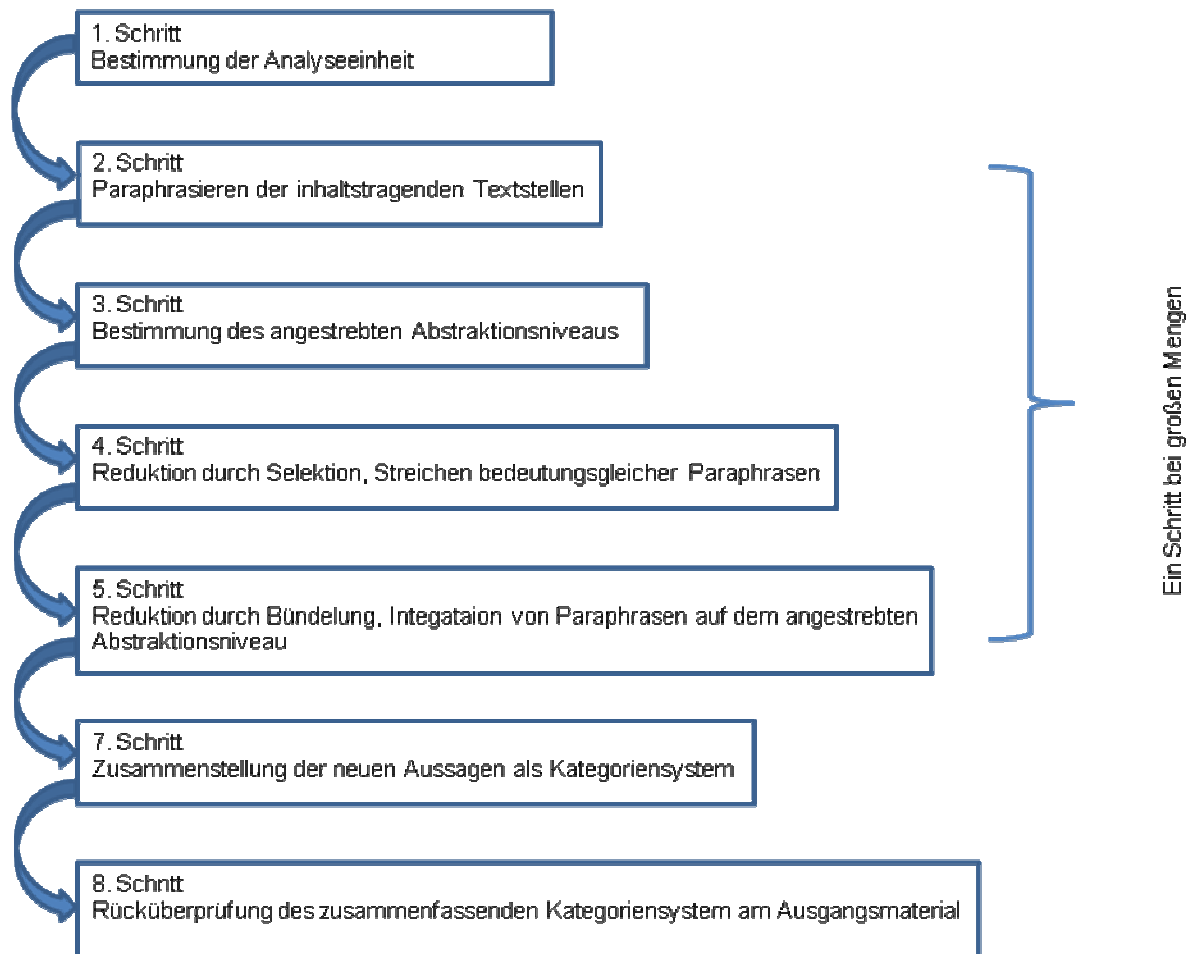 1. Schritt
Bestimmung der Analyseeinheit
2. Schritt
Paraphrasieren der inhaltstragenden Textstellen
3. Schritt
Bestimmung des angestrebten Abstraktionsniveaus
4. Schritt
Reduktion durch Selektion, Streichen bedeutungsgleicher Paraphrasen
5. Schritt
Reduktion durch Bündelung, Integataion von Paraphrasen auf dem angestrebten
Abstraktionsniveau
7. Schritt
Zusammenstellung der neuen Aussagen als Kategoriensystem
8. Schritt
Rücküberprüfung des zusammenfassenden Kategoriensystem am Ausgangsmaterial
Ein Schritt bei großen Mengen